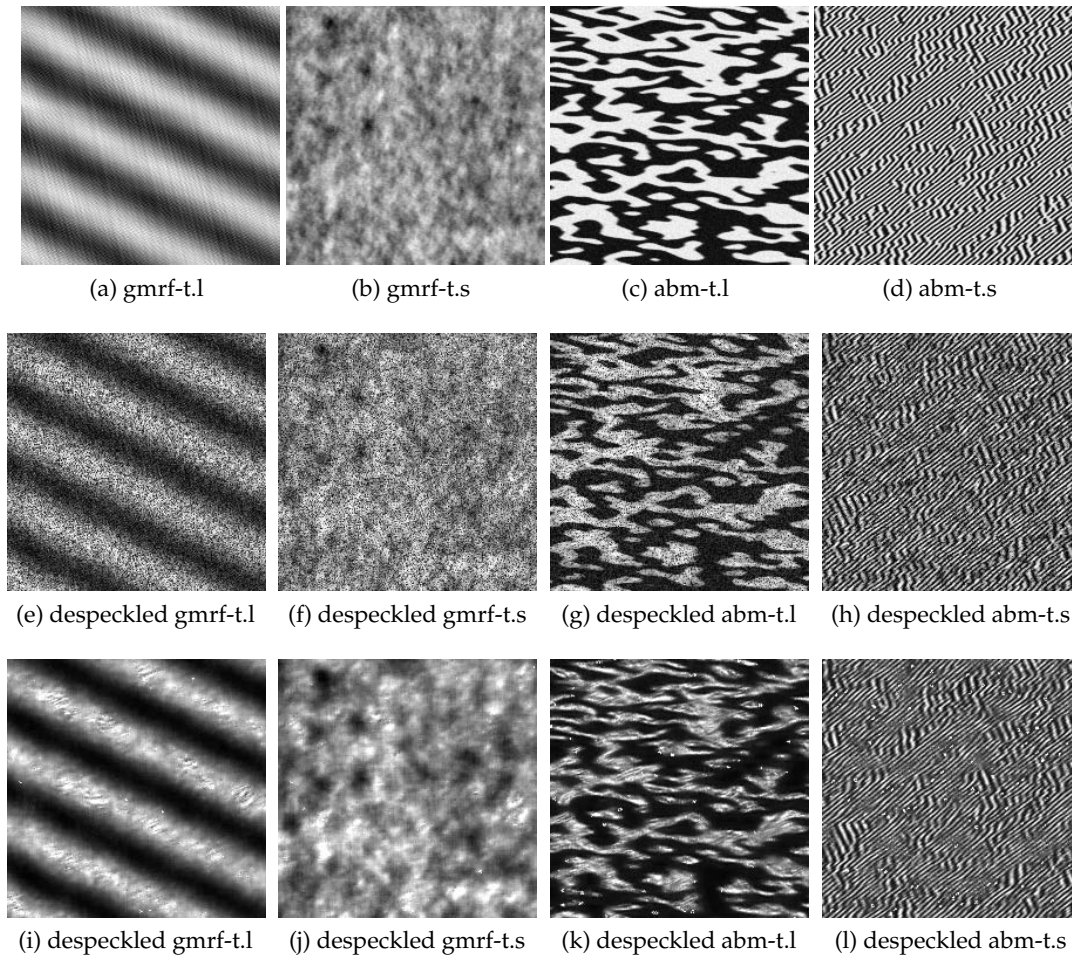 (a) gmrf-t.l
(b) gmrf-t.s
(c) abm-t.l
(d) abm-t.s
(e) despeckled gmrf-t.l
(f) despeckled gmrf-t.s
(g) despeckled abm-t.l
(h) despeckled abm-t.s
(i) despeckled gmrf-t.l
(j) despeckled gmrf-t.s
(k) despeckled abm-t.l
(l) despeckled abm-t.s